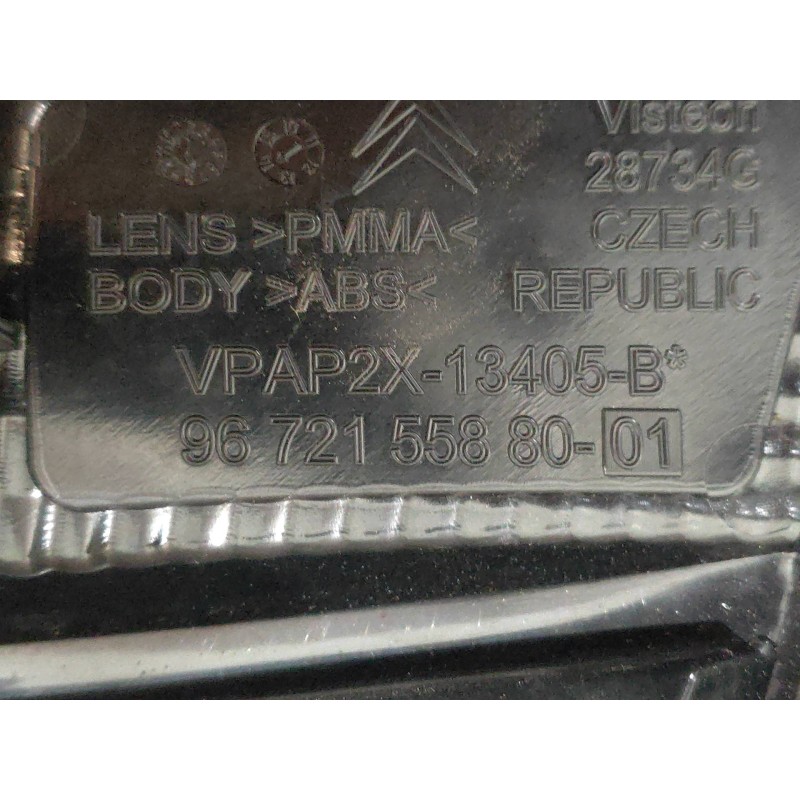 Visteon
28734G
LENS >PMMA< CZECH
BODY >ABS< REPUBLIC
VPAP2X-13405-B*
96 721 558 80-01